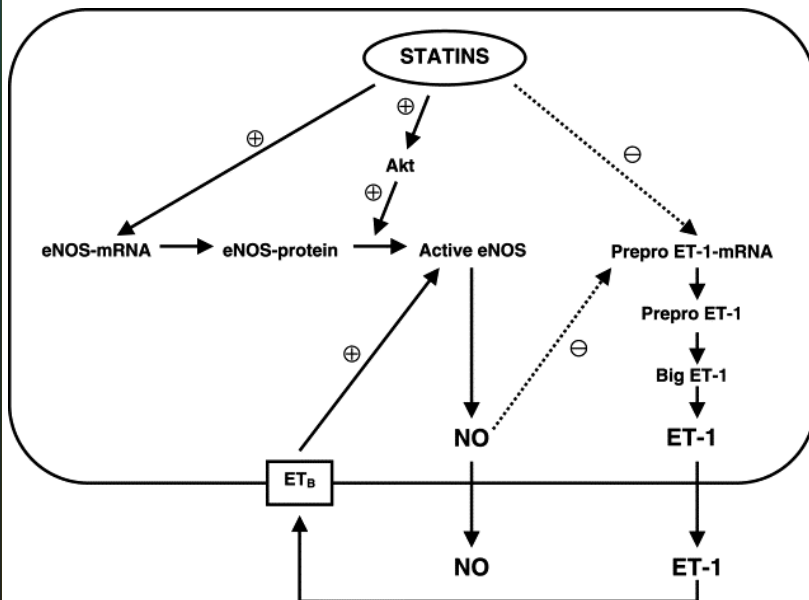 STATINS
⊕
⊕
⊖
Akt
⊕
eNOS-mRNA
eNOS-protein
Active eNOS
Prepro ET-1-mRNA
Prepro ET-1
⊕
⊖
Big ET-1
NO
ET-1
ETB
NO
ET-1